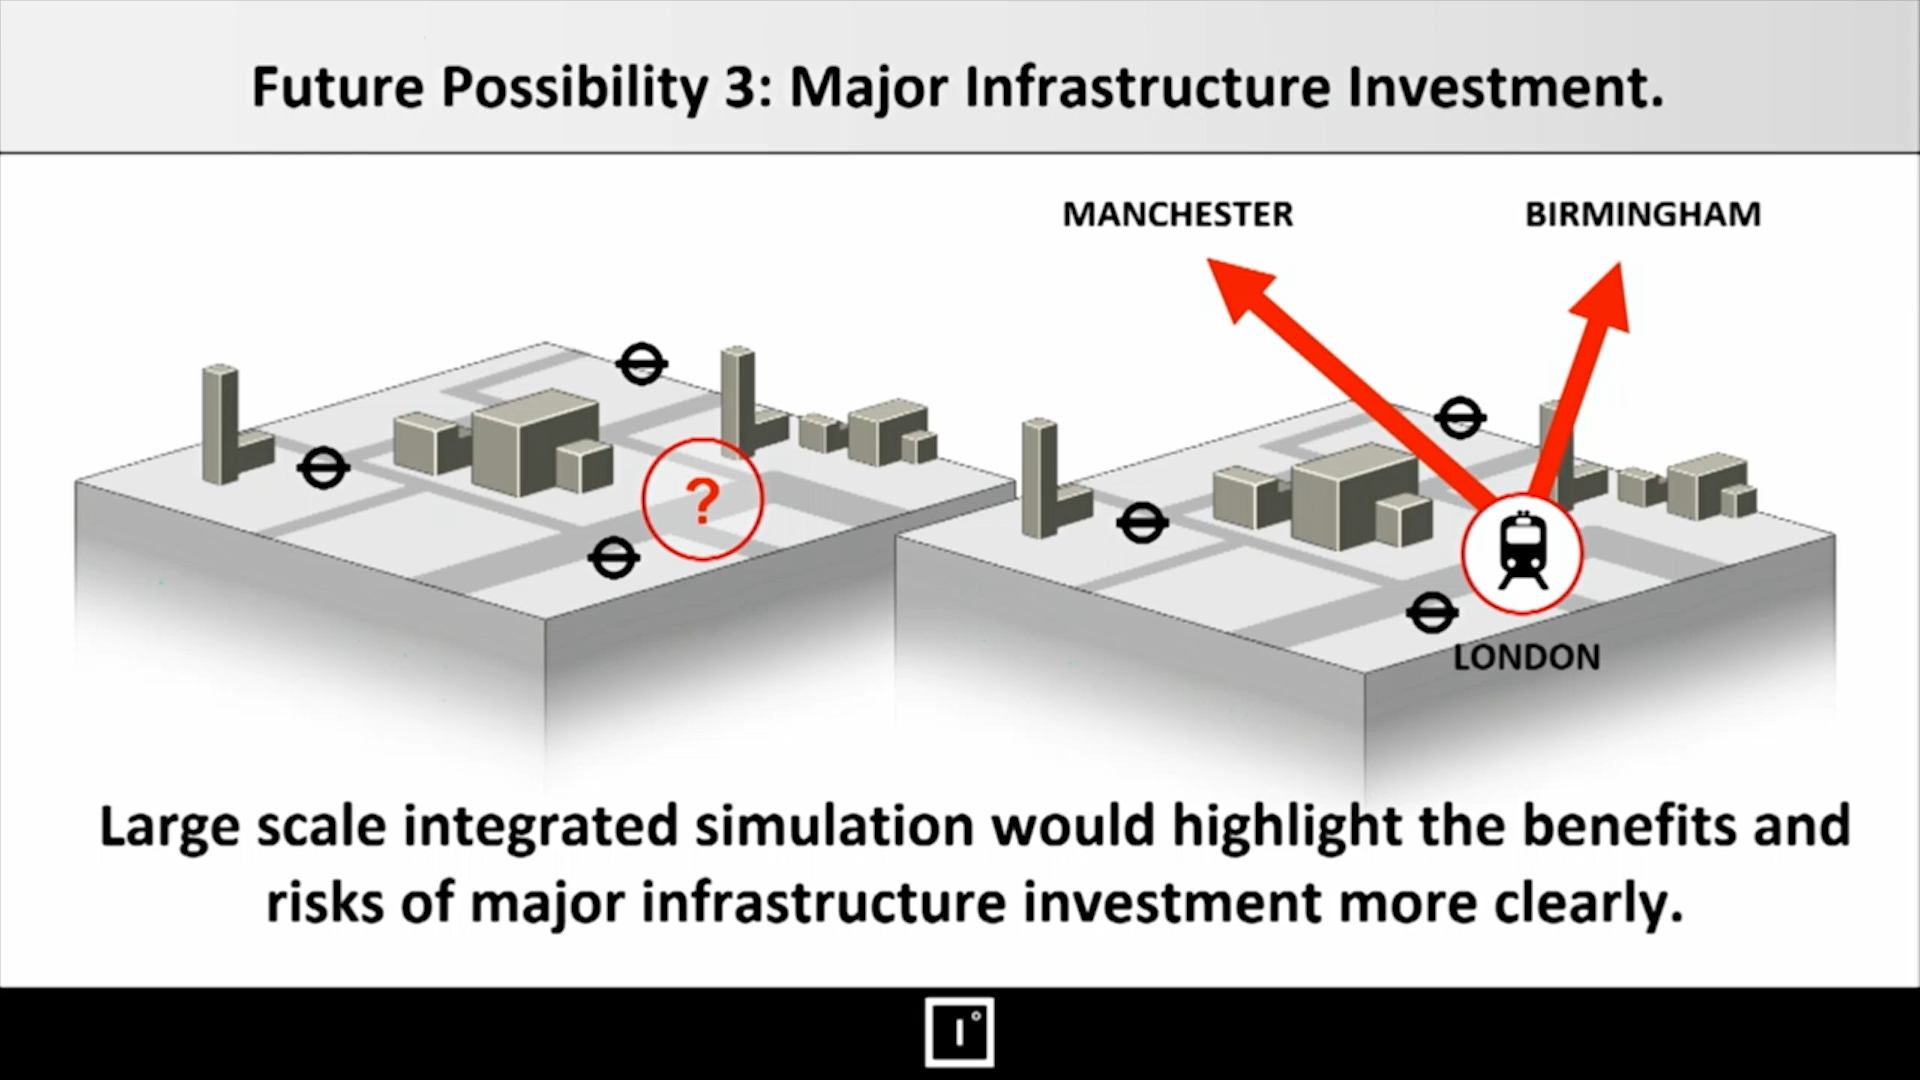 Future Possibility 3: Major Infrastructure Investment.
MANCHESTER
BIRMINGHAM
?
LONDON
Large scale integrated simulation would highlight the benefits and
risks of major infrastructure investment more clearly.
I°